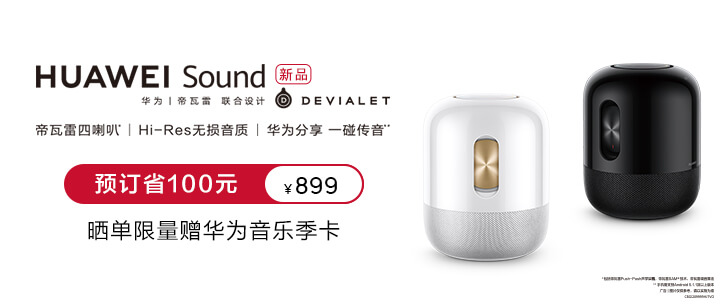 HUAWEI Sound 新品
华为 | 帝瓦雷 联合设计 DEVIALET
帝瓦雷四喇叭* | Hi-Res无损音质 | 华为分享 一碰传音**
预订省100元 ¥899
晒单限量赠华为音乐季卡